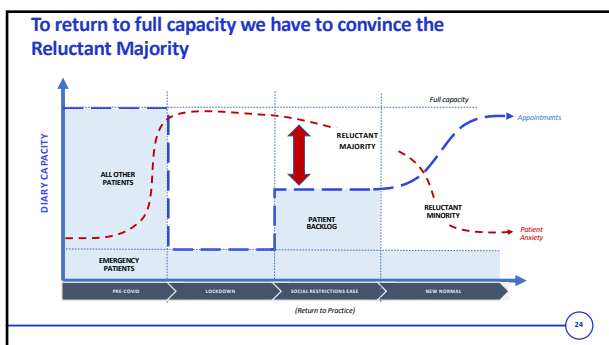 To return to full capacity we have to convince the
Reluctant Majority
Full capacity
Appointments
DIARY CAPACITY
ALL OTHER
PATIENTS
RELUCTANT
MAJORITY
PATIENT
BACKLOG
RELUCTANT
MINORITY
Patient
Anxiety
EMERGENCY
PATIENTS
PRE-COVID
LOCKDOWN
SOCIAL RESTRICTIONS EASE
NEW NORMAL
(Return to Practice)
24